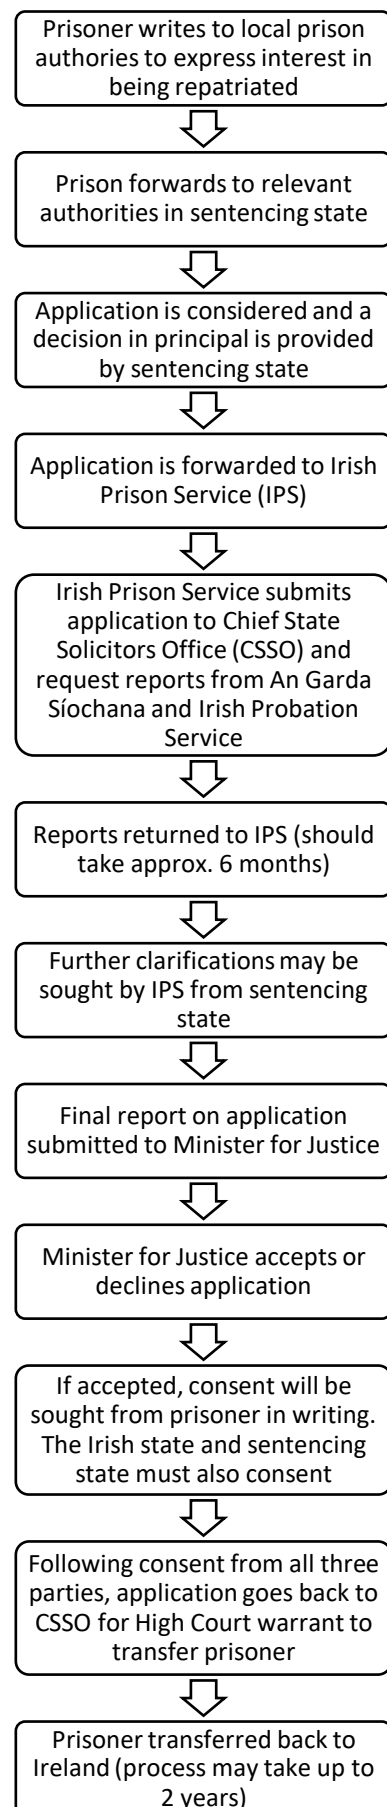 Prisoner writes to local prison
authories to express interest in
being repatriated
Prison forwards to relevant
authorities in sentencing state
Application is considered and a
decision in principal is provided
by sentencing state
Application is forwarded to Irish
Prison Service (IPS)
Irish Prison Service submits
application to Chief State
Solicitors Office (CSSO) and
request reports from An Garda
Síochana and Irish Probation
Service
Reports returned to IPS (should
take approx. 6 months)
Further clarifications may be
sought by IPS from sentencing
state
Final report on application
submitted to Minister for Justice
Minister for Justice accepts or
declines application
If accepted, consent will be
sought from prisoner in writing.
The Irish state and sentencing
state must also consent
Following consent from all three
parties, application goes back to
CSSO for High Court warrant to
transfer prisoner
Prisoner transferred back to
Ireland (process may take up to
2 years)